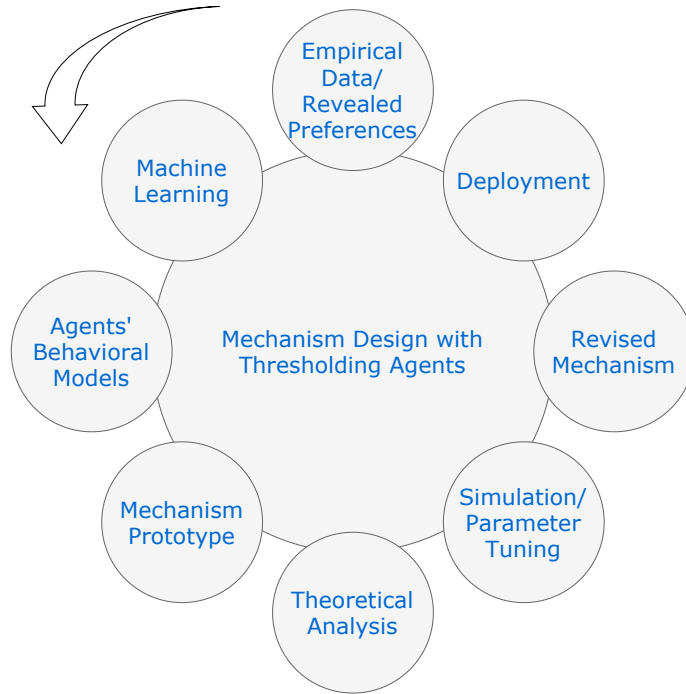 Empirical
Data/
Revealed
Preferences
Machine
Learning
Deployment
Agents'
Behavioral
Models
Mechanism Design with
Thresholding Agents
Revised
Mechanism
Mechanism
Prototype
Simulation/
Parameter
Tuning
Theoretical
Analysis